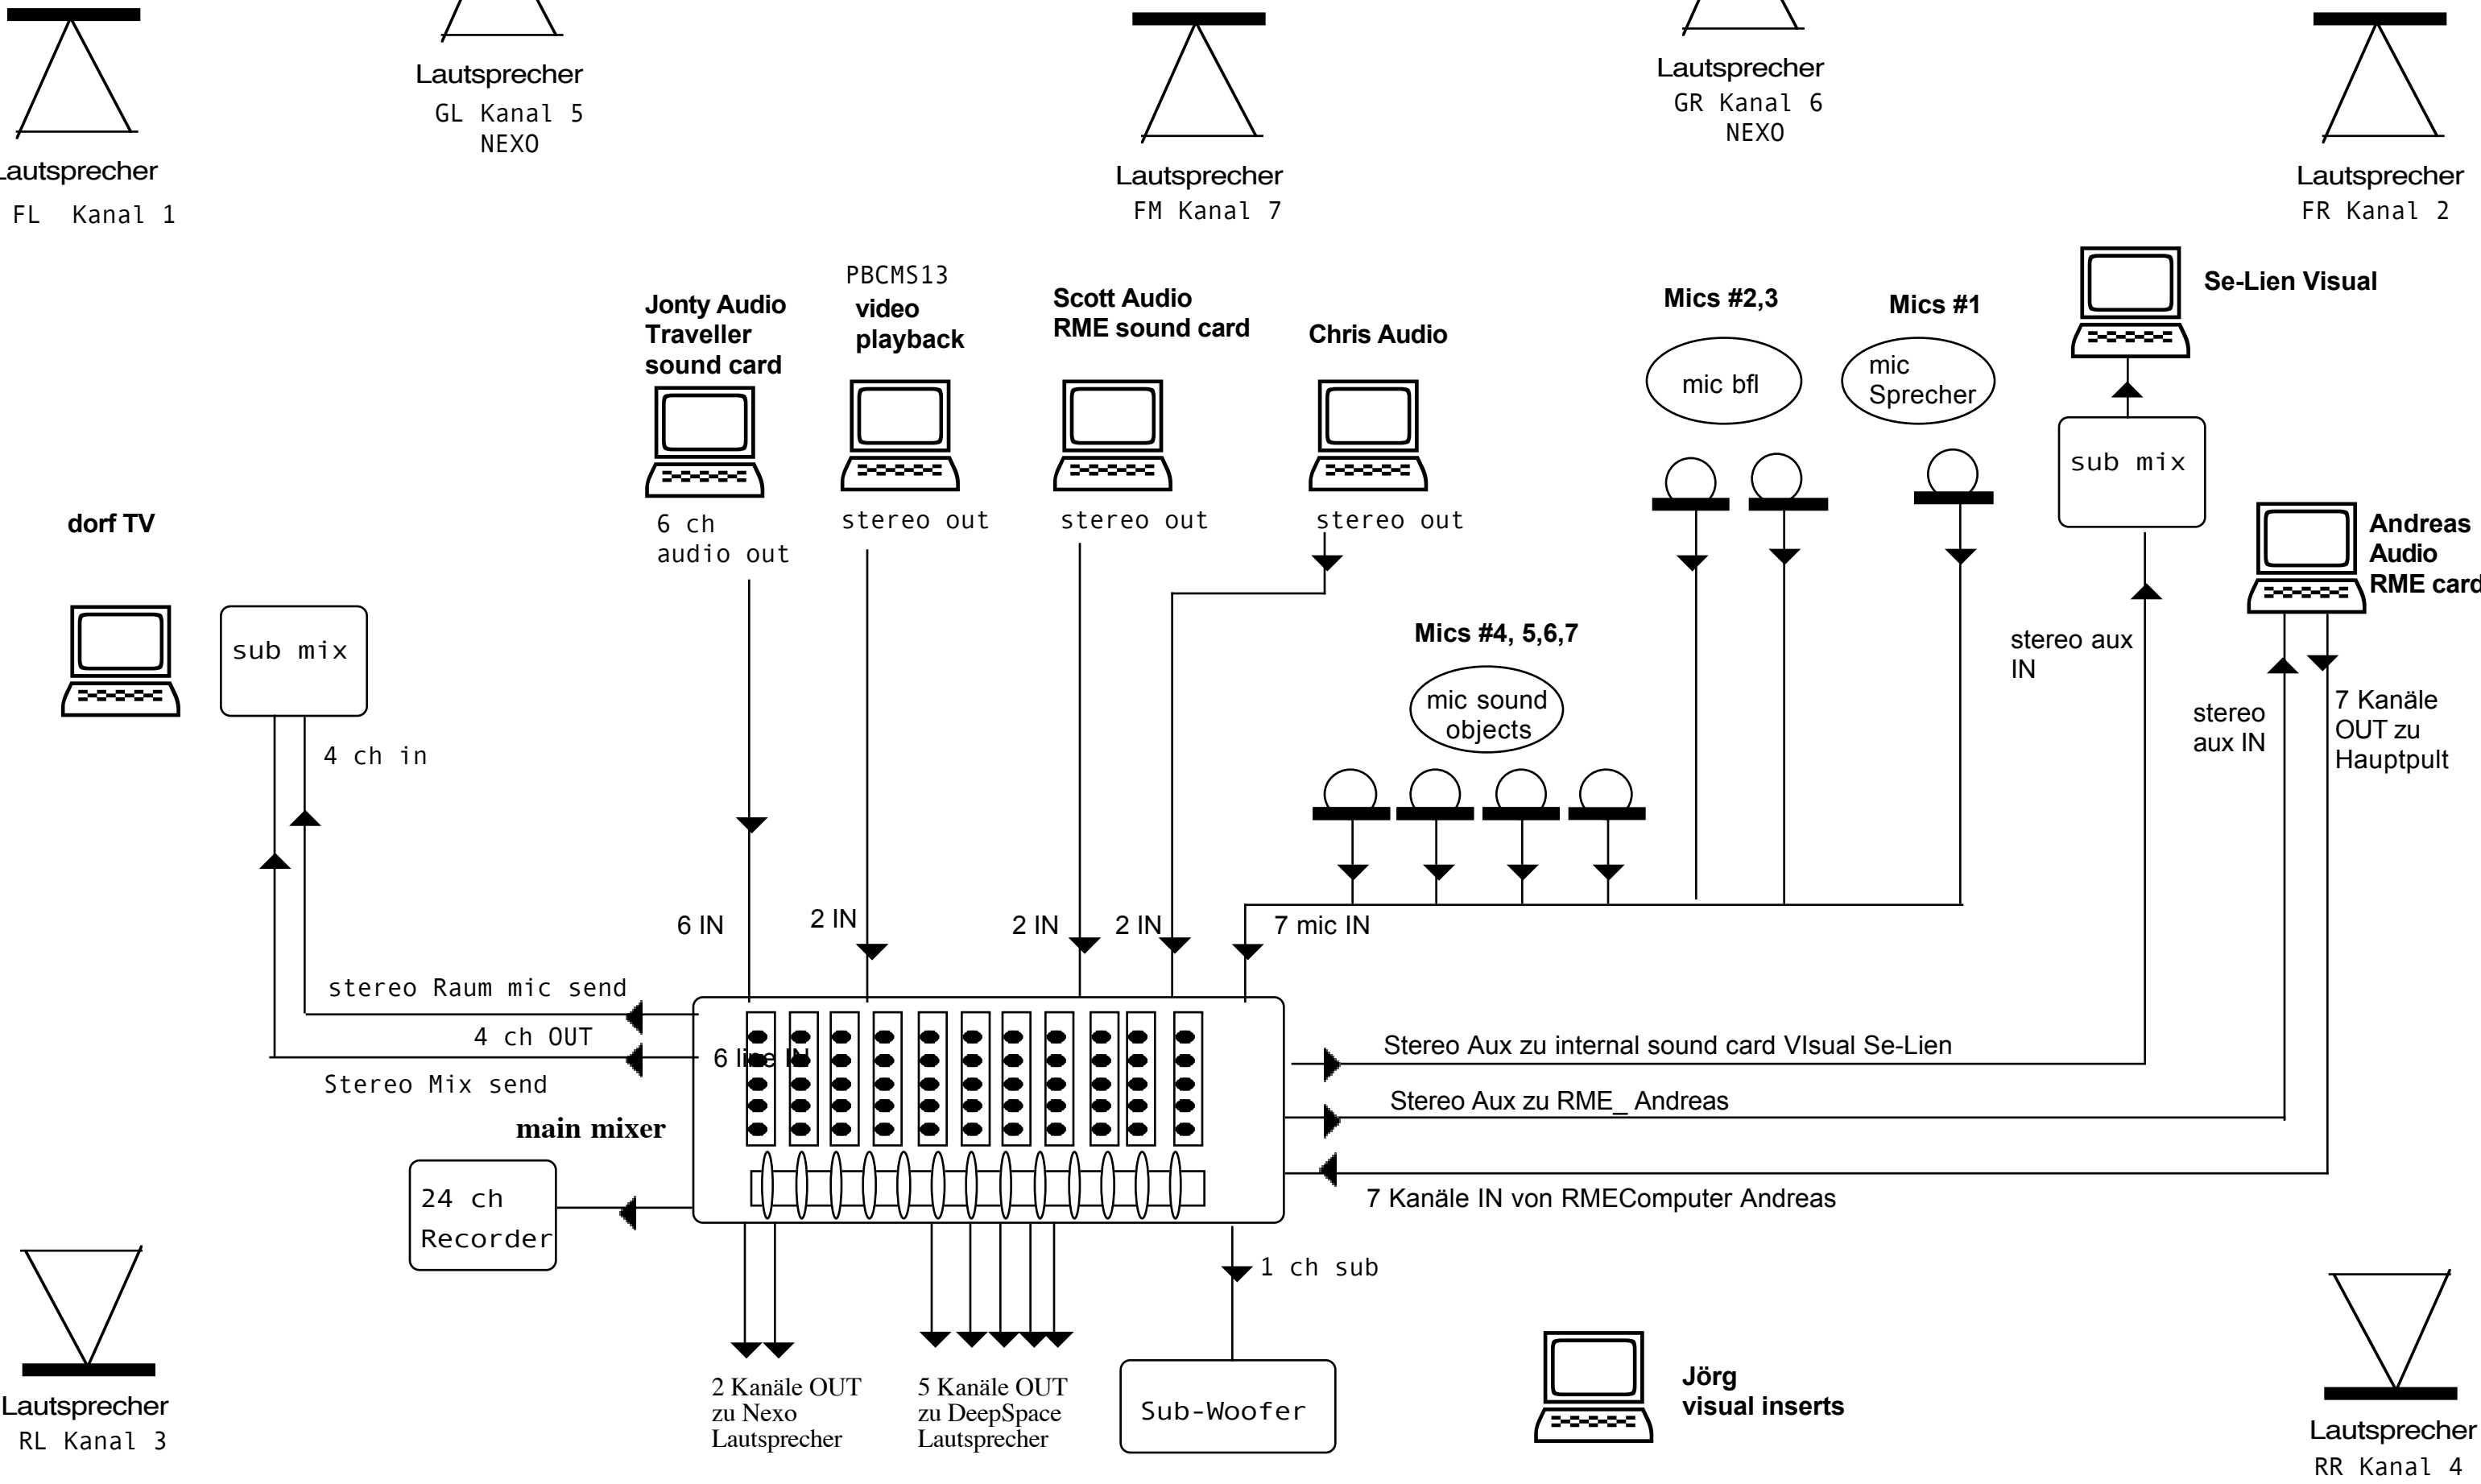 Lautsprecher
GL Kanal 5
NEXO
Lautsprecher
GR Kanal 6
NEXO
Lautsprecher
FL Kanal 1
Lautsprecher
FM Kanal 7
Lautsprecher
FR Kanal 2
Jonty Audio
Traveller
sound card
PBCMS13
video
playback
Scott Audio
RME sound card
Chris Audio
Mics #2,3
mic bfl
Mics #1
mic
Sprecher
Se-Lien Visual
sub mix
6 ch
audio out
stereo out
stereo out
stereo out
dorf TV
sub mix
4 ch in
Andreas
Audio
RME card
Mics #4, 5,6,7
mic sound
objects
stereo aux
IN
stereo
aux IN
7 Kanäle
OUT zu
Hauptpult
6 IN
2 IN
2 IN
2 IN
7 mic IN
stereo Raum mic send
4 ch OUT
Stereo Mix send
6 line IN
main mixer
Stereo Aux zu internal sound card VIsual Se-Lien
Stereo Aux zu RME_ Andreas
7 Kanäle IN von RMEComputer Andreas
24 ch
Recorder
1 ch sub
2 Kanäle OUT
zu Nexo
Lautsprecher
5 Kanäle OUT
zu DeepSpace
Lautsprecher
Sub-Woofer
Jörg
visual inserts
Lautsprecher
RL Kanal 3
Lautsprecher
RR Kanal 4